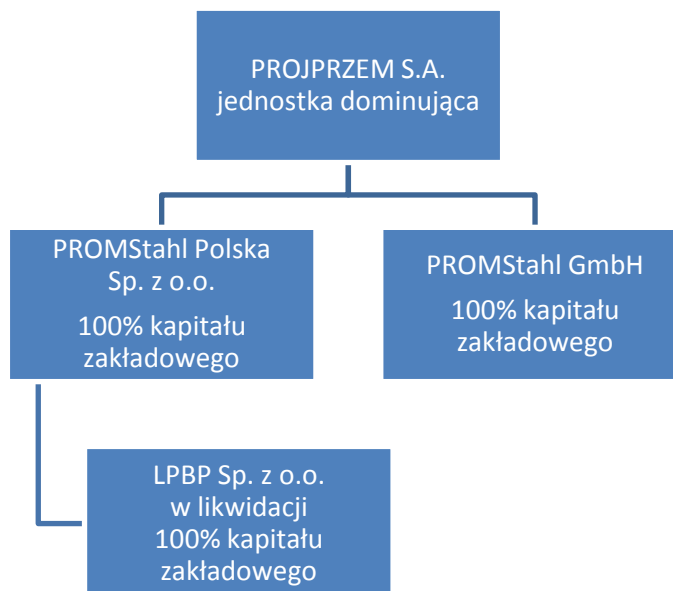 PROJPRZEM S.A.
jednostka dominująca
PROMStahl Polska
Sp. z o.o.
100% kapitału
zakładowego
PROMStahl GmbH
100% kapitału
zakładowego
LPBP Sp. z o.o.
w likwidacji
100% kapitału
zakładowego